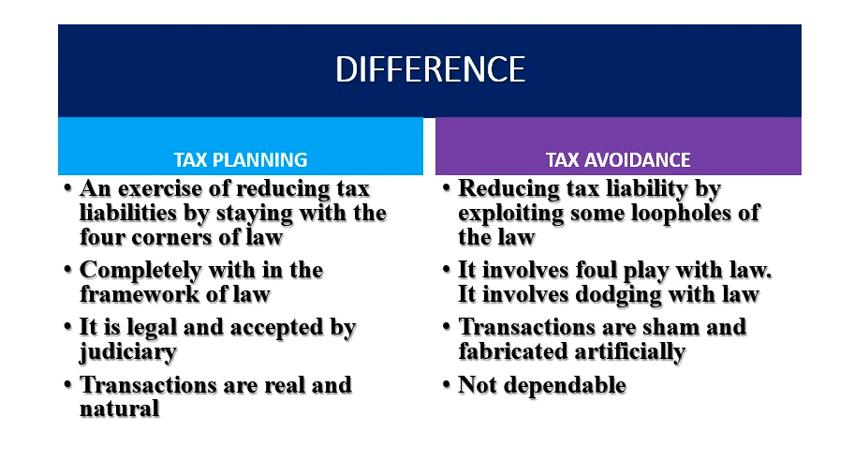 DIFFERENCE
TAX PLANNING
• An exercise of reducing tax
liabilities by staying with the
four corners of law
• Completely with in the
framework of law
• It is legal and accepted by
judiciary
• Transactions are real and
natural
TAX AVOIDANCE
• Reducing tax liability by
exploiting some loopholes of
the law
• It involves foul play with law.
It involves dodging with law
• Transactions are sham and
fabricated artificially
• Not dependable